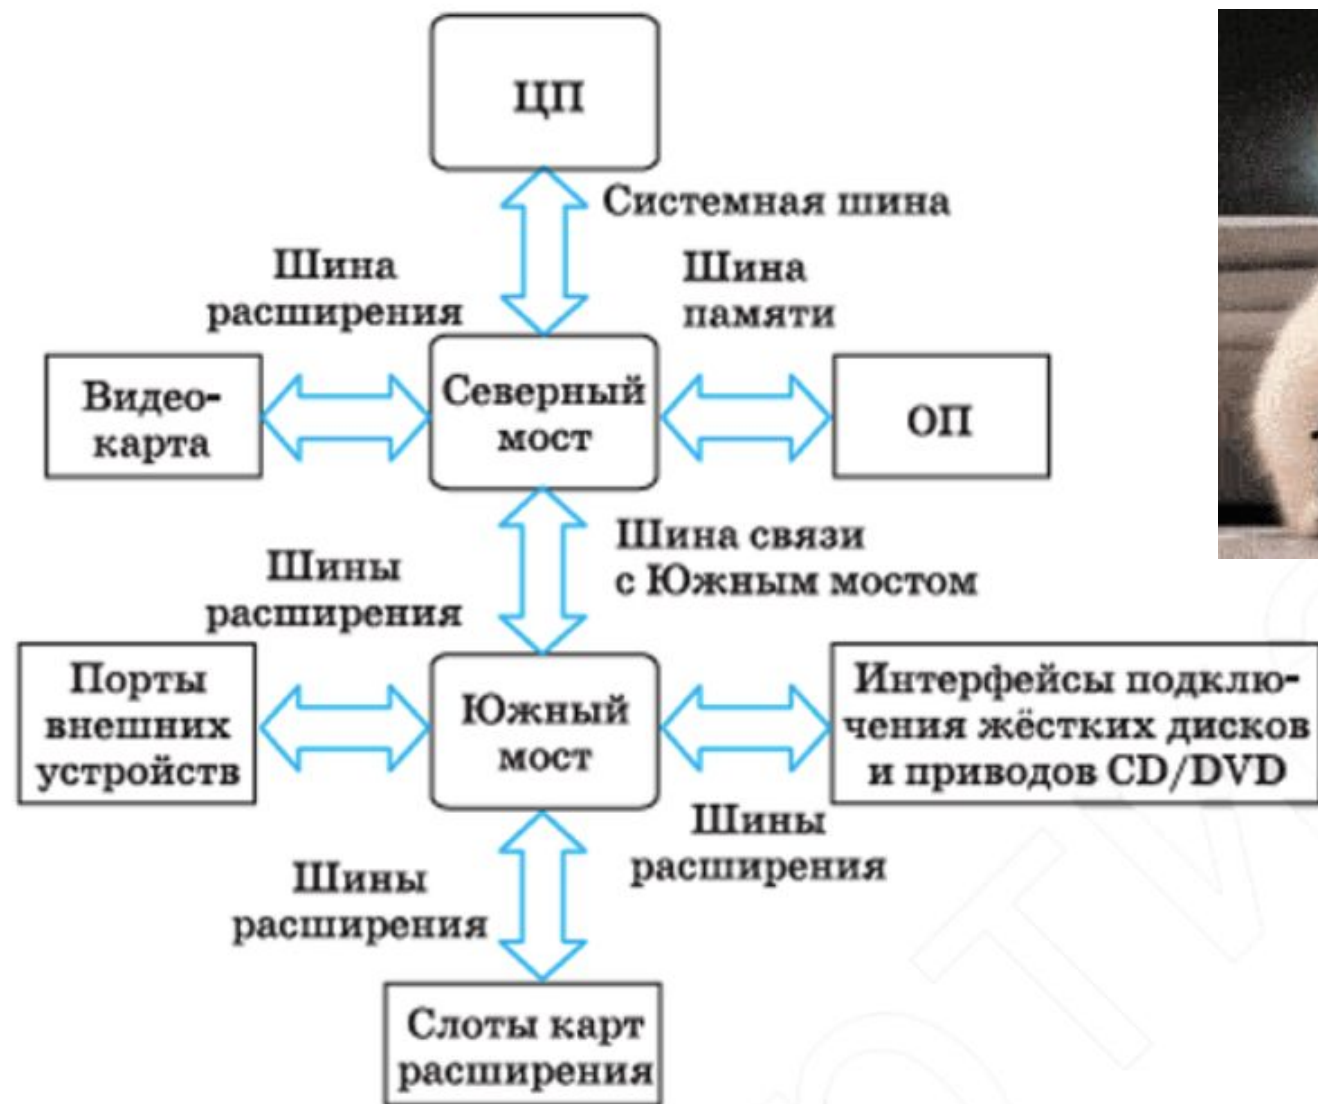 ЦП
Системная шина
Шина
расширения
Шина
памяти
Видео-
карта
Северный
мост
ОП
Шина связи
с Южным мостом
Шины
расширения
Порты
внешних
устройств
Южный
мост
Интерфейсы подклю-
чения жёстких дисков
и приводов CD/DVD
Шины
расширения
Шины
расширения
Слоты карт
расширения